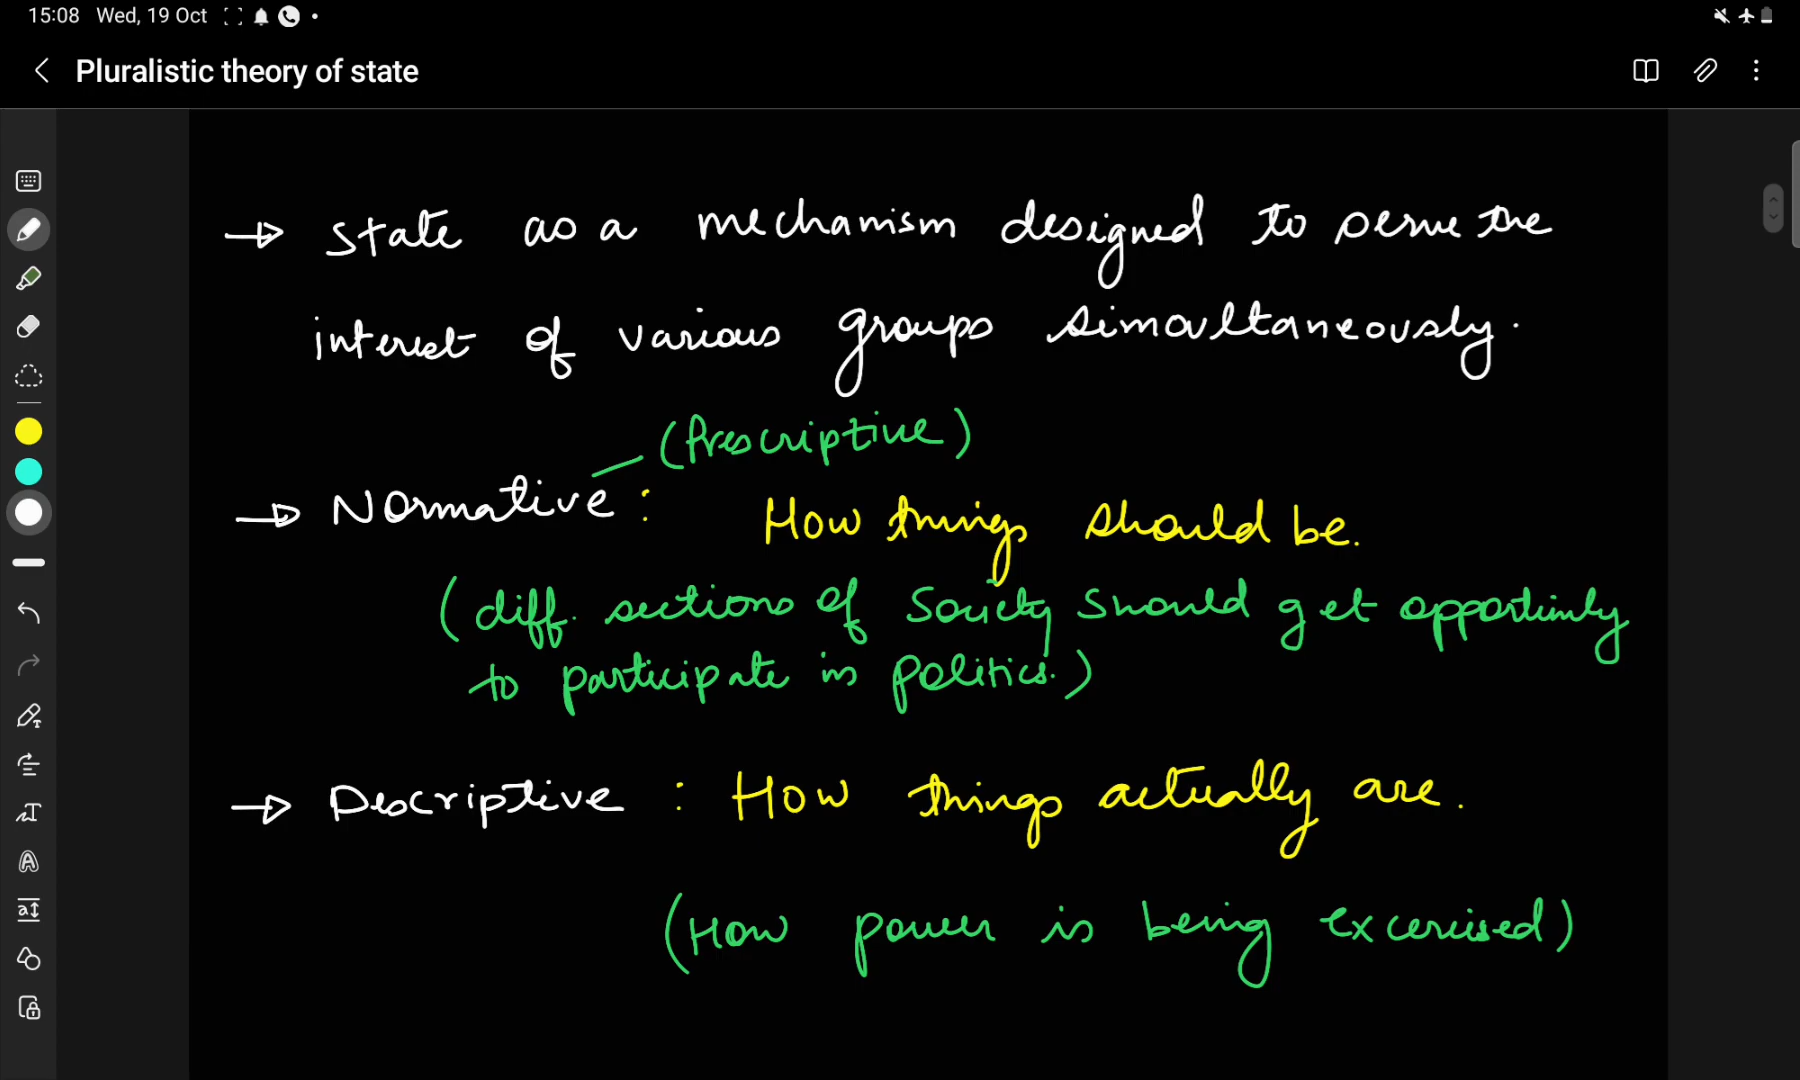 15:08 Wed, 19 Oct
Pluralistic theory of state
→ State as a mechanism designed to serve the
interest of various groups simoultaneously.
(Prescriptive)
→ Normative : How things should be.
(diff. sections of Society should get opportunity
to participate in politics.)
→ Descriptive : How things actually are.
(How power is being excercised)